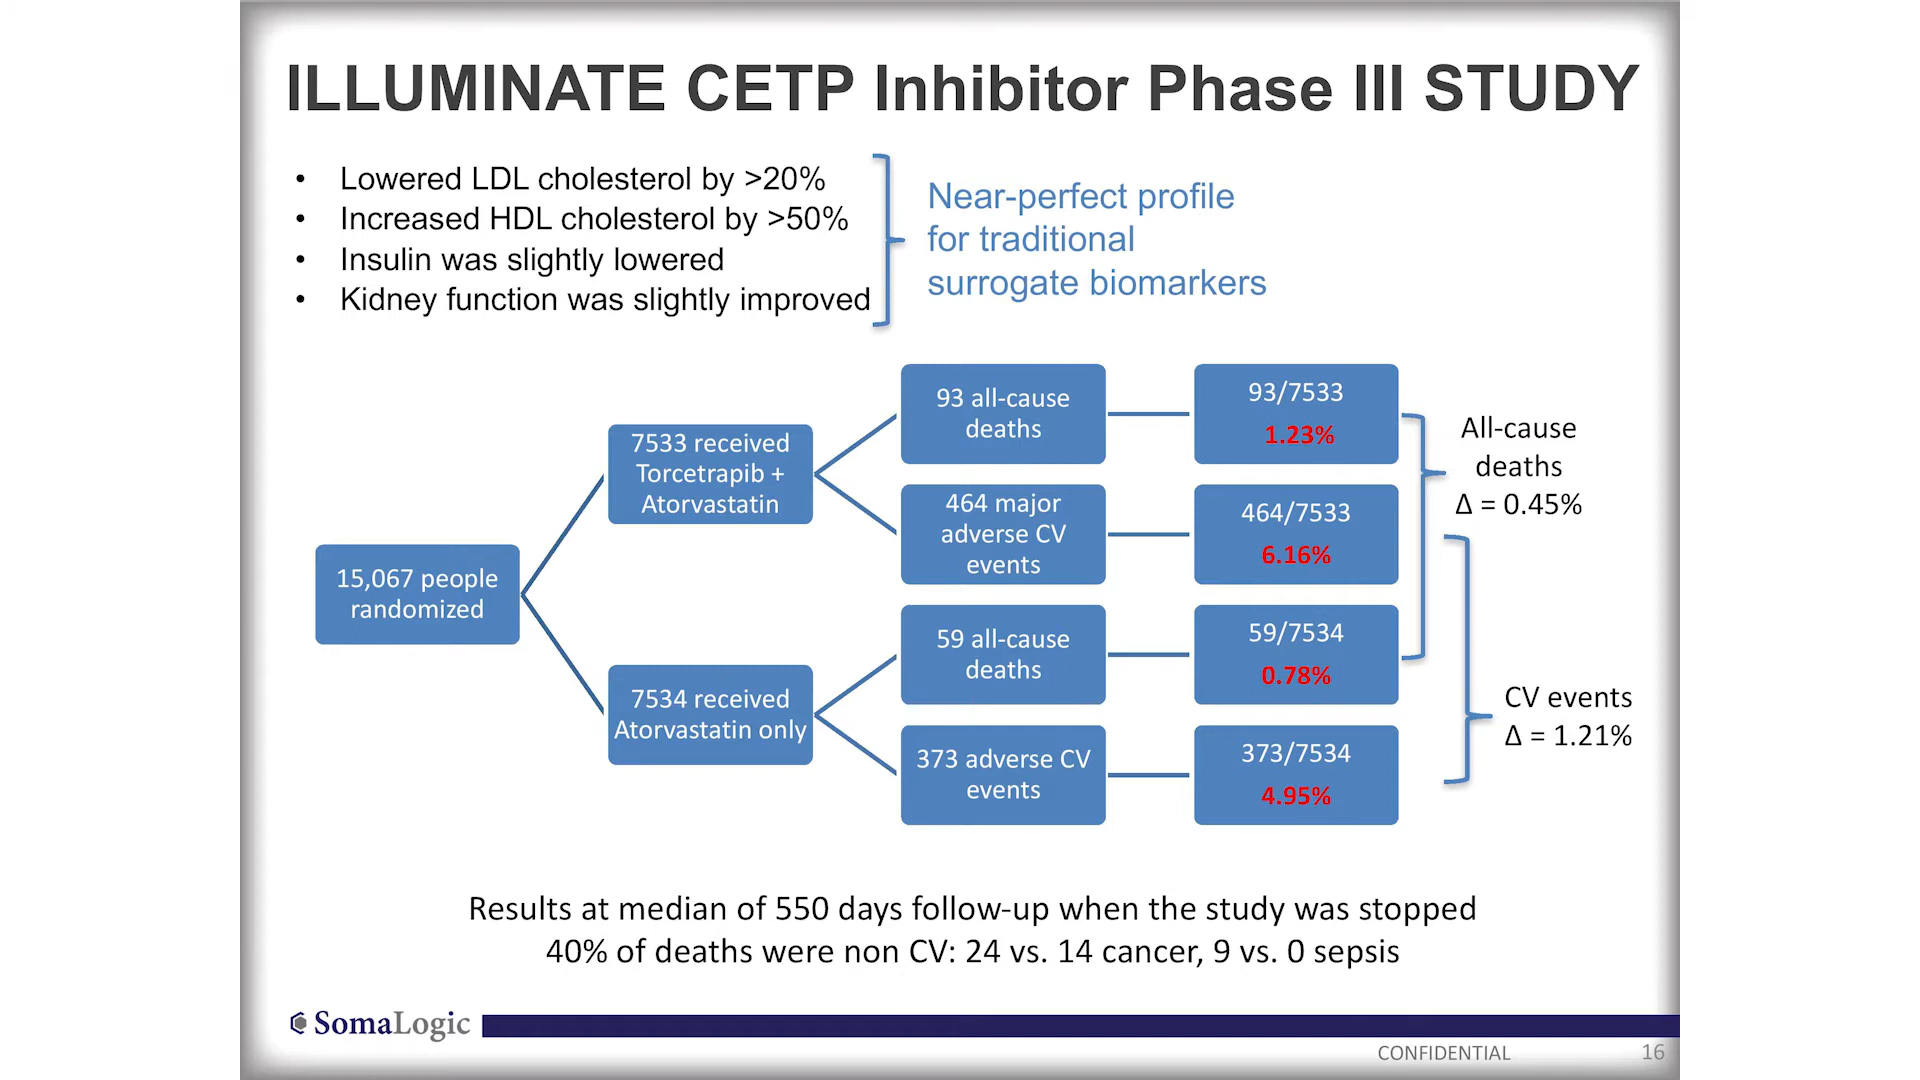 ILLUMINATE CETP Inhibitor Phase III STUDY
• Lowered LDL cholesterol by >20%
• Increased HDL cholesterol by >50%
• Insulin was slightly lowered
• Kidney function was slightly improved
Near-perfect profile
for traditional
surrogate biomarkers
15,067 people
randomized
7533 received
Torcetrapib +
Atorvastatin
93 all-cause
deaths
93/7533
1.23%
464 major
adverse CV
events
464/7533
6.16%
7534 received
Atorvastatin only
59 all-cause
deaths
59/7534
0.78%
373 adverse CV
events
373/7534
4.95%
All-cause
deaths
Δ = 0.45%
CV events
Δ = 1.21%
Results at median of 550 days follow-up when the study was stopped
40% of deaths were non CV: 24 vs. 14 cancer, 9 vs. 0 sepsis
SomaLogic
CONFIDENTIAL
16